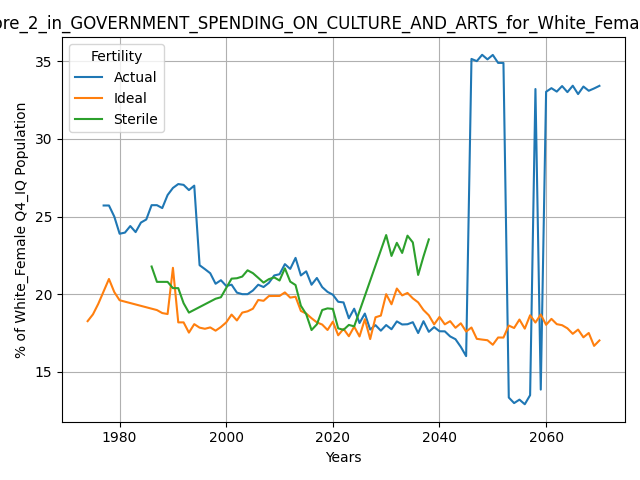 ore_2_in_GOVERNMENT_SPENDING_ON_CULTURE_AND_ARTS_for_White_Fema
Fertility
Actual
Ideal
Sterile
% of White_Female Q4_IQ Population
35
30
25
20
15
1980 2000 2020 2040 2060
Years